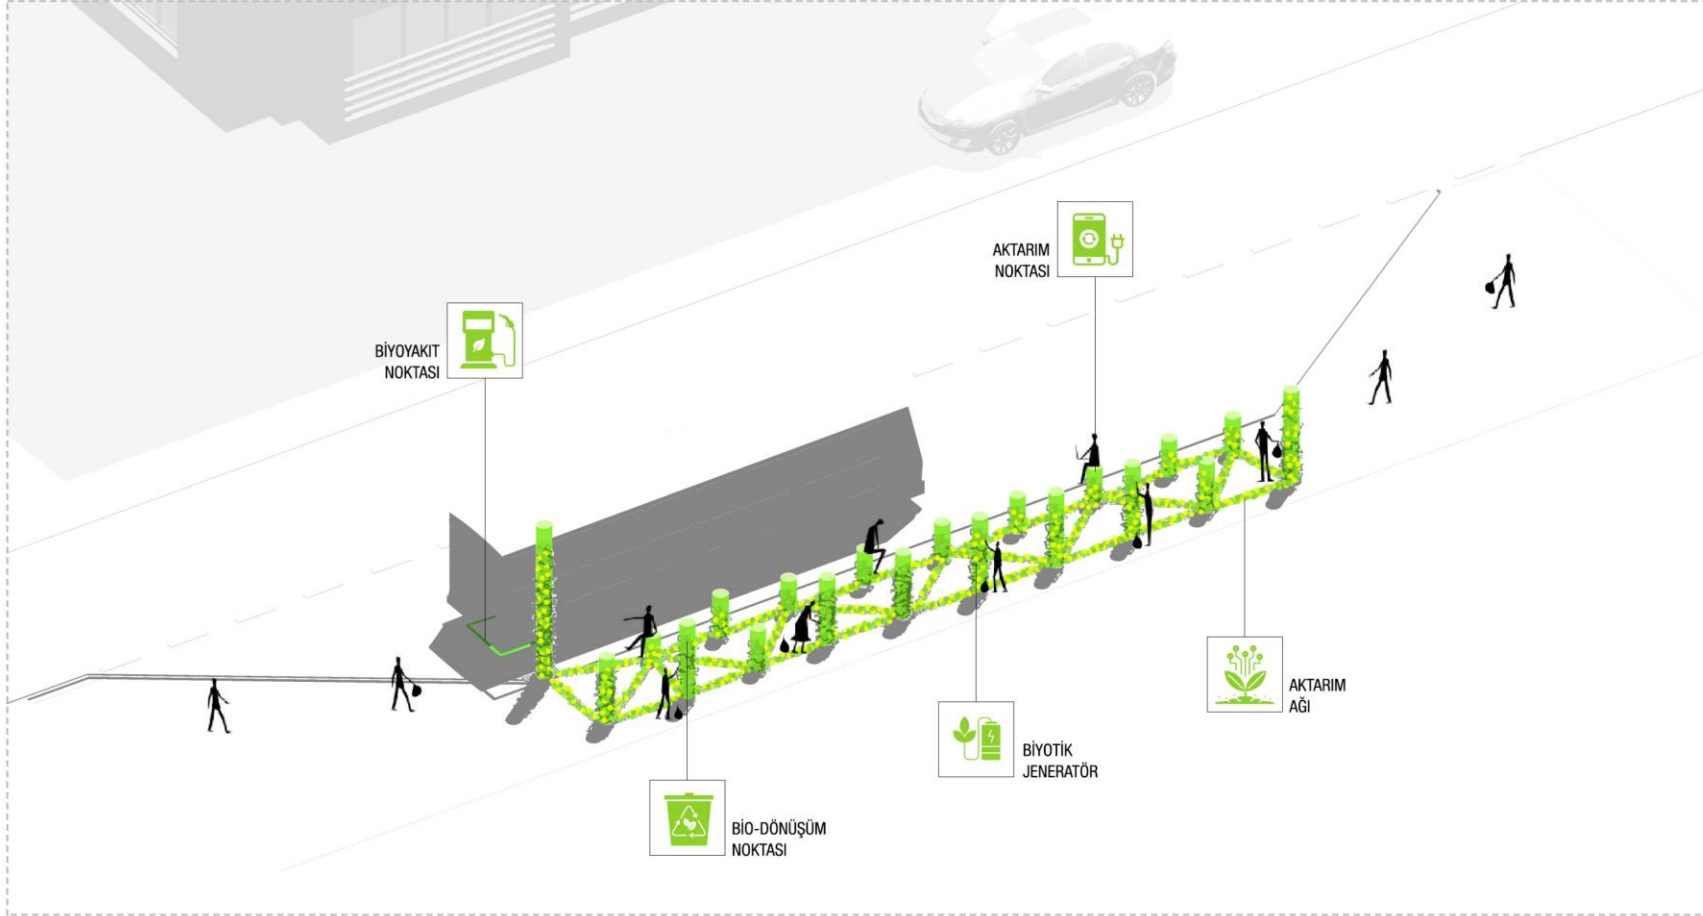 AKTARIM
NOKTASI
BİYOYAKIT
NOKTASI
AKTARIM
AĞI
BİYOTİK
JENERATÖR
BİO-DÖNÜŞÜM
NOKTASI